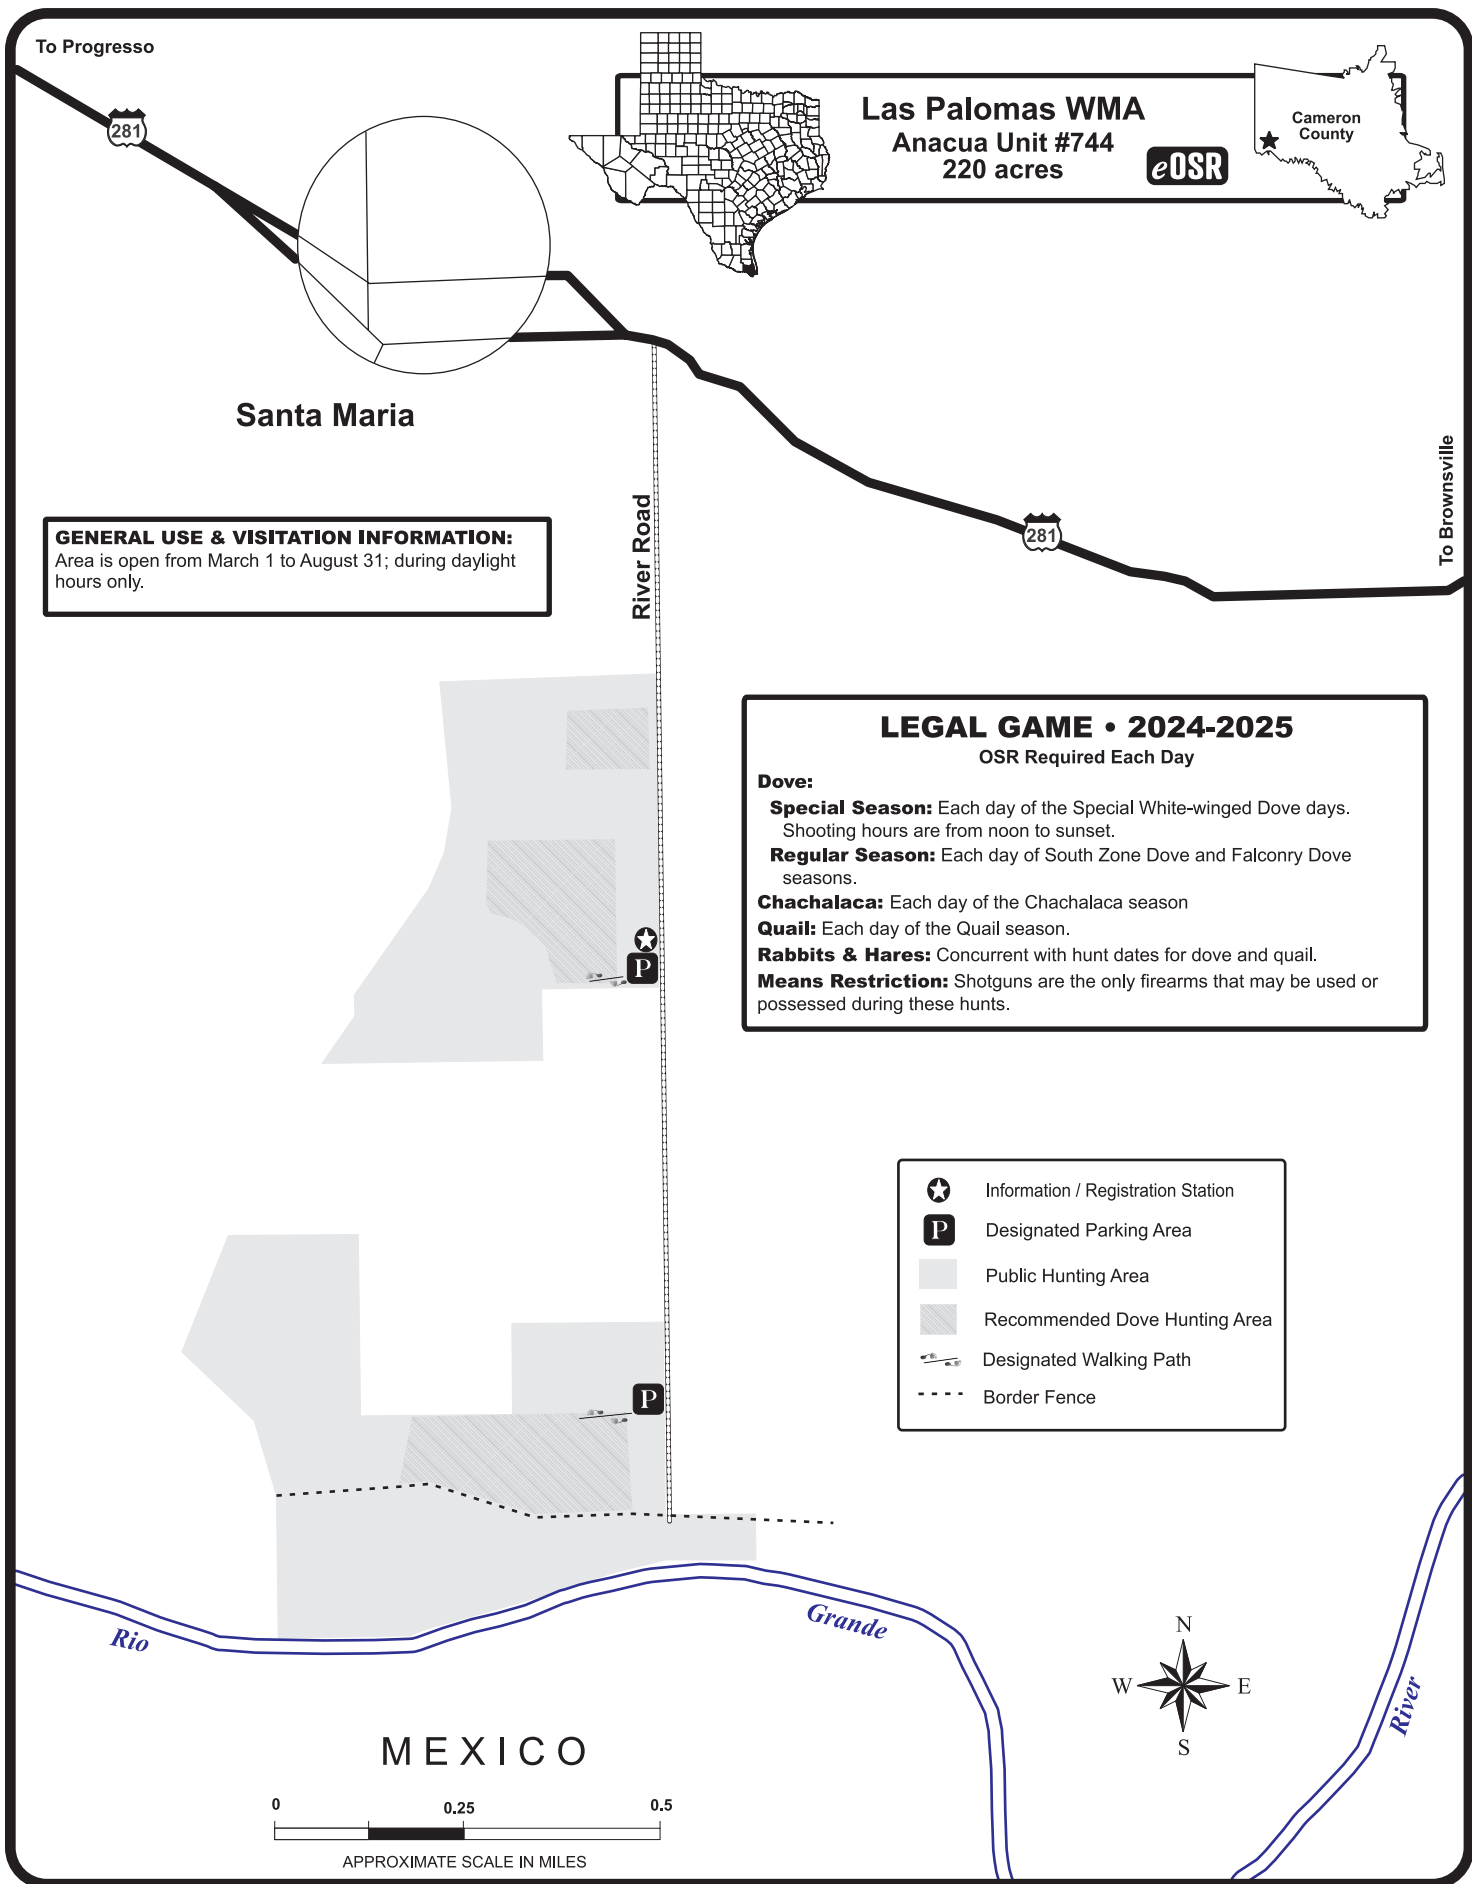 To Progresso
281
Las Palomas WMA
Anacua Unit #744
220 acres
eOSR
Cameron
County
Santa Maria
River Road
281
To Brownsville
GENERAL USE & VISITATION INFORMATION:
Area is open from March 1 to August 31; during daylight
hours only.
LEGAL GAME • 2024-2025
OSR Required Each Day
Dove:
Special Season: Each day of the Special White-winged Dove days.
Shooting hours are from noon to sunset.
Regular Season: Each day of South Zone Dove and Falconry Dove
seasons.
Chachalaca: Each day of the Chachalaca season
Quail: Each day of the Quail season.
Rabbits & Hares: Concurrent with hunt dates for dove and quail.
Means Restriction: Shotguns are the only firearms that may be used or
possessed during these hunts.
P
Information / Registration Station
P Designated Parking Area
Public Hunting Area
Recommended Dove Hunting Area
Designated Walking Path
Border Fence
P
Rio
Grande
River
N
W E
S
MEXICO
0 0.25 0.5
APPROXIMATE SCALE IN MILES